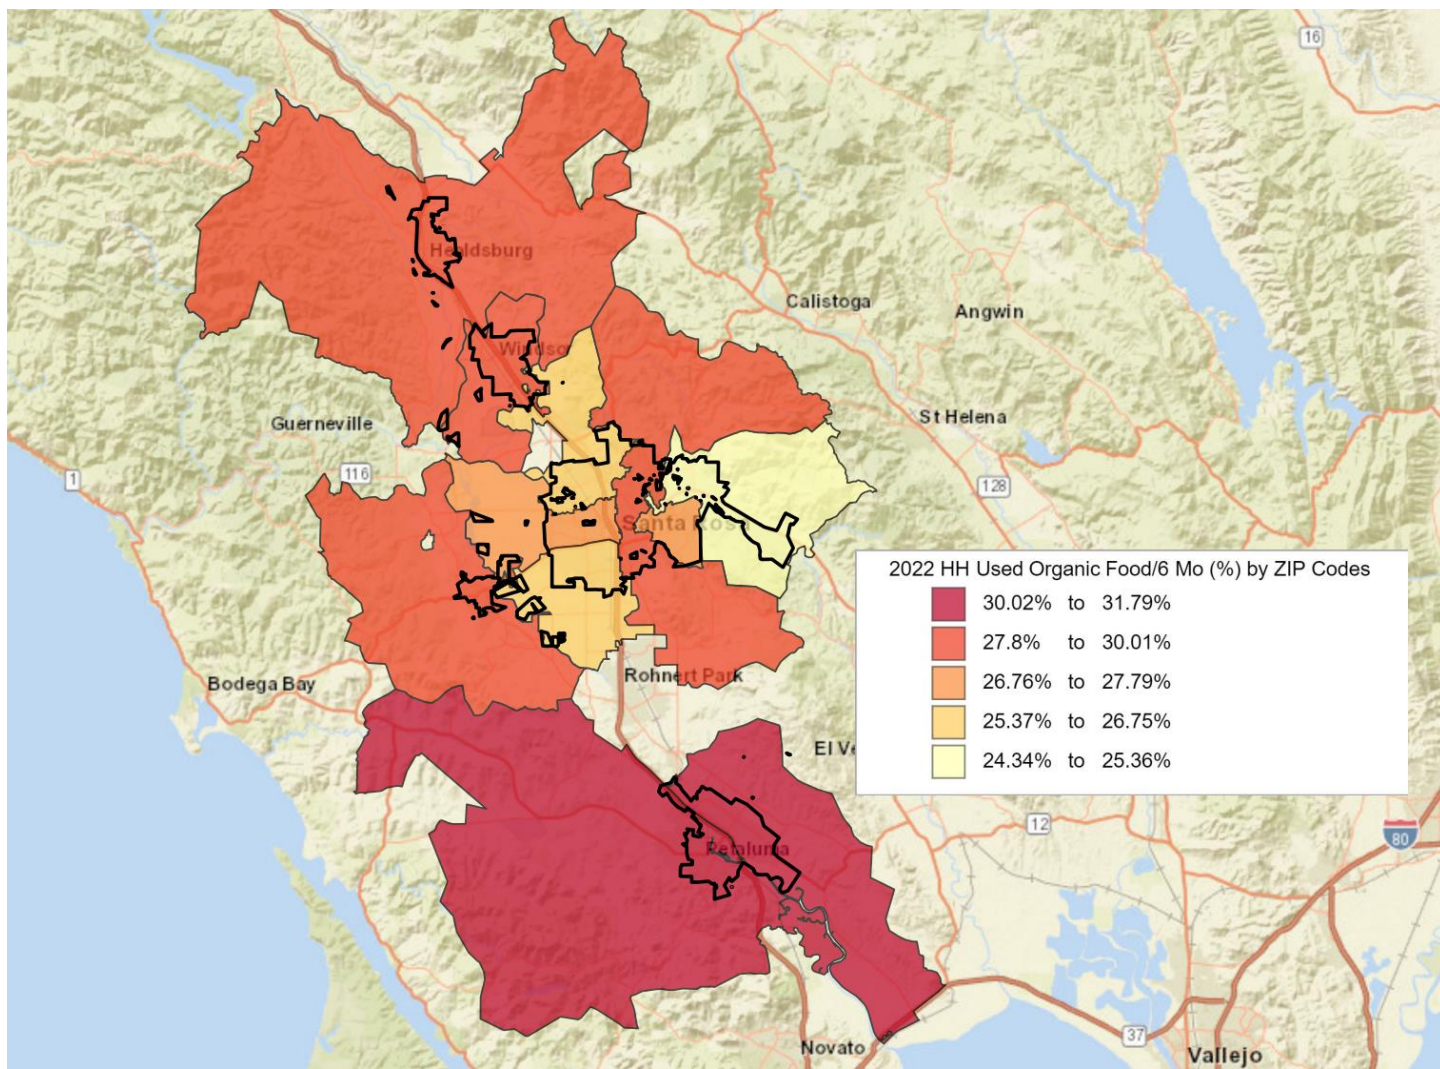 16
Healdsburg
Calistoga
Angwin
Windsor
Guerneville
St Helena
116
1
128
Santa Rosa
2022 HH Used Organic Food/6 Mo (%) by ZIP Codes
30.02% to 31.79%
27.8% to 30.01%
26.76% to 27.79%
25.37% to 26.75%
24.34% to 25.36%
Rohnert Park
Bodega Bay
El Ve
12
80
Petaluma
37
Novato
Vallejo